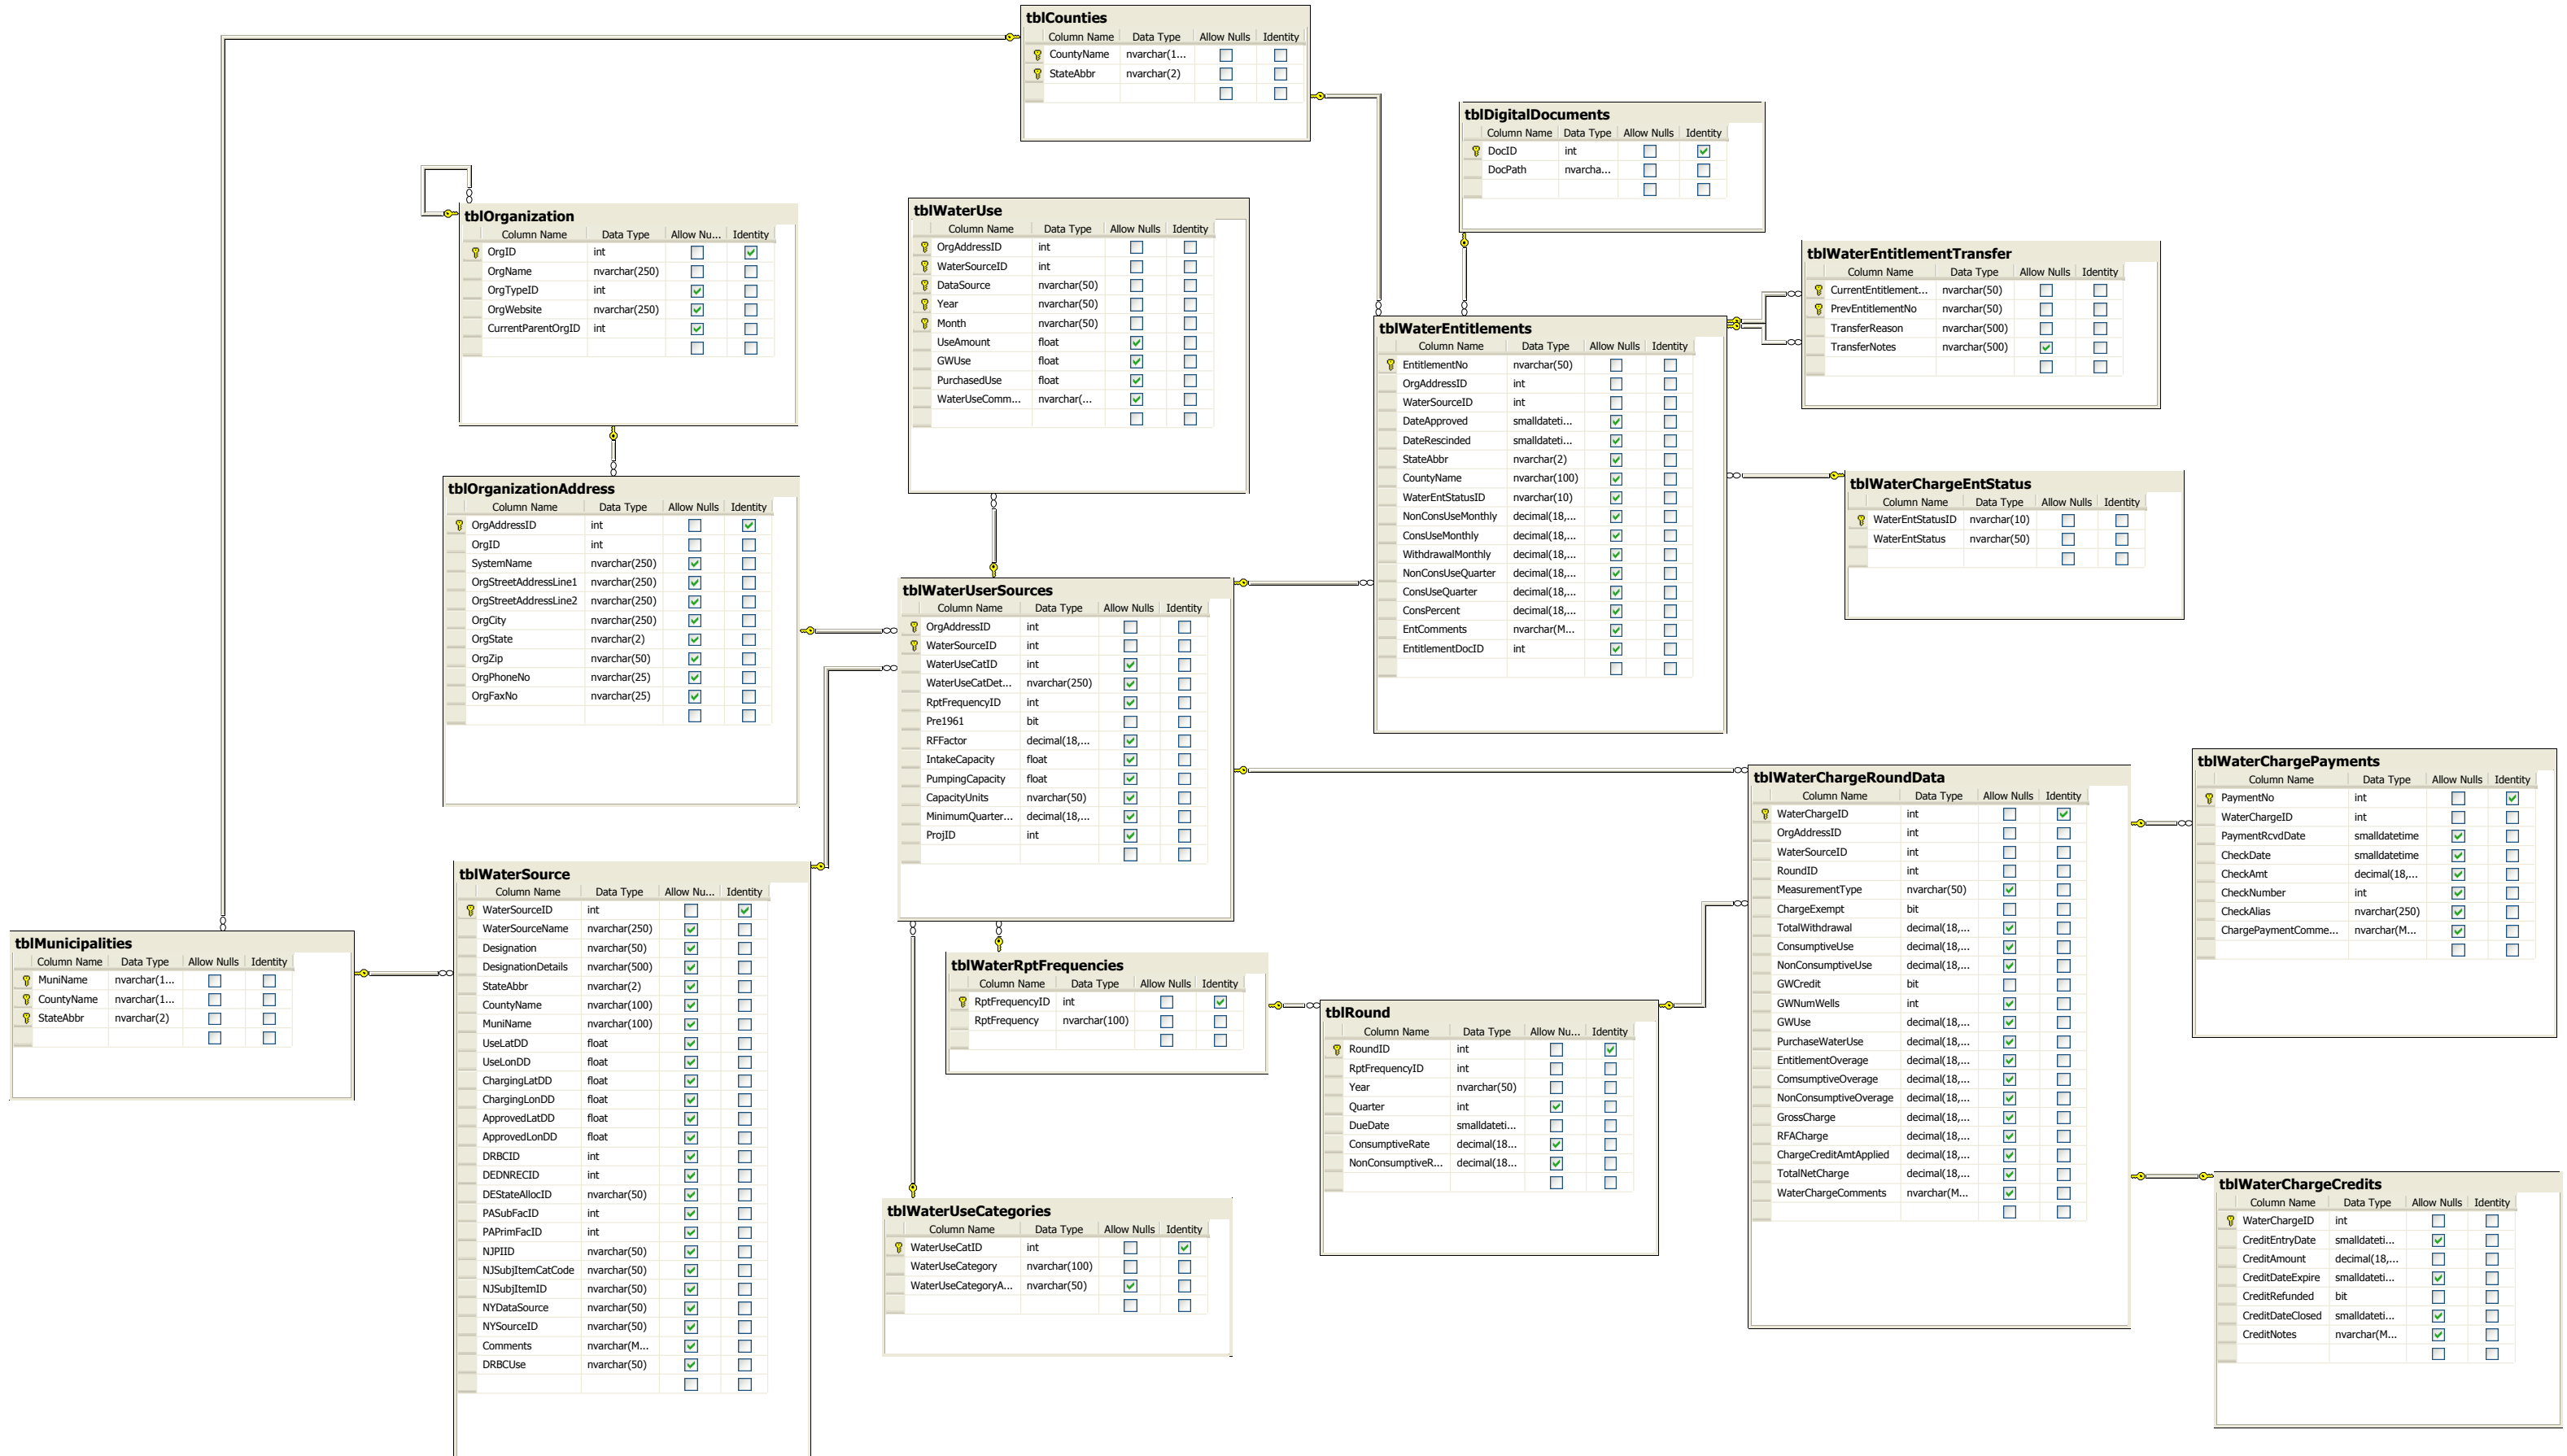 tblCounties
Column Name Data Type Allow Nulls Identity
CountyName nvarchar(1...
StateAbbr nvarchar(2)
tblDigitalDocuments
Column Name Data Type Allow Nulls Identity
DocID int
DocPath nvarcha...
tblOrganization
Column Name Data Type Allow Nu... Identity
OrgID int
OrgName nvarchar(250)
OrgTypeID int
OrgWebsite nvarchar(250)
CurrentParentOrgID int
tblWaterUse
Column Name Data Type Allow Nulls Identity
OrgAddressID int
WaterSourceID int
DataSource nvarchar(50)
Year nvarchar(50)
Month nvarchar(50)
UseAmount float
GWUse float
PurchasedUse float
WaterUseComm... nvarchar(...
tblWaterEntitlementTransfer
Column Name Data Type Allow Nulls Identity
CurrentEntitlement... nvarchar(50)
PrevEntitlementNo nvarchar(50)
TransferReason nvarchar(500)
TransferNotes nvarchar(500)
tblWaterEntitlements
Column Name Data Type Allow Nulls Identity
EntitlementNo nvarchar(50)
OrgAddressID int
WaterSourceID int
DateApproved smalldateti...
DateRescinded smalldateti...
StateAbbr nvarchar(2)
CountyName nvarchar(100)
WaterEntStatusID nvarchar(10)
NonConsUseMonthly decimal(18,...
ConsUseMonthly decimal(18,...
WithdrawalMonthly decimal(18,...
NonConsUseQuarter decimal(18,...
ConsUseQuarter decimal(18,...
ConsPercent decimal(18,...
EntComments nvarchar(M...
EntitlementDocID int
tblWaterChargeEntStatus
Column Name Data Type Allow Nulls Identity
WaterEntStatusID nvarchar(10)
WaterEntStatus nvarchar(50)
tblOrganizationAddress
Column Name Data Type Allow Nulls Identity
OrgAddressID int
OrgID int
SystemName nvarchar(250)
OrgStreetAddressLine1 nvarchar(250)
OrgStreetAddressLine2 nvarchar(250)
OrgCity nvarchar(250)
OrgState nvarchar(2)
OrgZip nvarchar(50)
OrgPhoneNo nvarchar(25)
OrgFaxNo nvarchar(25)
tblWaterUserSources
Column Name Data Type Allow Nulls Identity
OrgAddressID int
WaterSourceID int
WaterUseCatID int
WaterUseCatDet... nvarchar(250)
RptFrequencyID int
Pre1961 bit
RFFactor decimal(18,...
IntakeCapacity float
PumpingCapacity float
CapacityUnits nvarchar(50)
MinimumQuarter... decimal(18,...
ProjID int
tblWaterChargeRoundData
Column Name Data Type Allow Nulls Identity
WaterChargeID int
OrgAddressID int
WaterSourceID int
RoundID int
MeasurementType nvarchar(50)
ChargeExempt bit
TotalWithdrawal decimal(18,...
ConsumptiveUse decimal(18,...
NonConsumptiveUse decimal(18,...
GWCredit bit
GWNumWells int
GWUse decimal(18,...
PurchaseWaterUse decimal(18,...
EntitlementOverage decimal(18,...
ComsumptiveOverage decimal(18,...
NonConsumptiveOverage decimal(18,...
GrossCharge decimal(18,...
RFACharge decimal(18,...
ChargeCreditAmtApplied decimal(18,...
TotalNetCharge decimal(18,...
WaterChargeComments nvarchar(M...
tblWaterChargePayments
Column Name Data Type Allow Nulls Identity
PaymentNo int
WaterChargeID int
PaymentRcvdDate smalldatetime
CheckDate smalldatetime
CheckAmt decimal(18,...
CheckNumber int
CheckAlias nvarchar(250)
ChargePaymentComme... nvarchar(M...
tblMunicipalities
Column Name Data Type Allow Nulls Identity
MuniName nvarchar(1...
CountyName nvarchar(1...
StateAbbr nvarchar(2)
tblWaterSource
Column Name Data Type Allow Nu... Identity
WaterSourceID int
WaterSourceName nvarchar(250)
Designation nvarchar(50)
DesignationDetails nvarchar(500)
StateAbbr nvarchar(2)
CountyName nvarchar(100)
MuniName nvarchar(100)
UseLatDD float
UseLonDD float
ChargingLatDD float
ChargingLonDD float
ApprovedLatDD float
ApprovedLonDD float
DRBCID int
DEDNRECID int
DEStateAllocID nvarchar(50)
PASubFacID int
PAPrimFacID int
NJPIID nvarchar(50)
NJSubjItemCatCode nvarchar(50)
NJSubjItemID nvarchar(50)
NYDataSource nvarchar(50)
NYSourceID nvarchar(50)
Comments nvarchar(M...
DRBCUse nvarchar(50)
tblWaterRptFrequencies
Column Name Data Type Allow Nulls Identity
RptFrequencyID int
RptFrequency nvarchar(100)
tblRound
Column Name Data Type Allow Nu... Identity
RoundID int
RptFrequencyID int
Year nvarchar(50)
Quarter int
DueDate smalldateti...
ConsumptiveRate decimal(18...
NonConsumptiveR... decimal(18...
tblWaterUseCategories
Column Name Data Type Allow Nulls Identity
WaterUseCatID int
WaterUseCategory nvarchar(100)
WaterUseCategoryA... nvarchar(50)
tblWaterChargeCredits
Column Name Data Type Allow Nulls Identity
WaterChargeID int
CreditEntryDate smalldateti...
CreditAmount decimal(18,...
CreditDateExpire smalldateti...
CreditRefunded bit
CreditDateClosed smalldateti...
CreditNotes nvarchar(M...